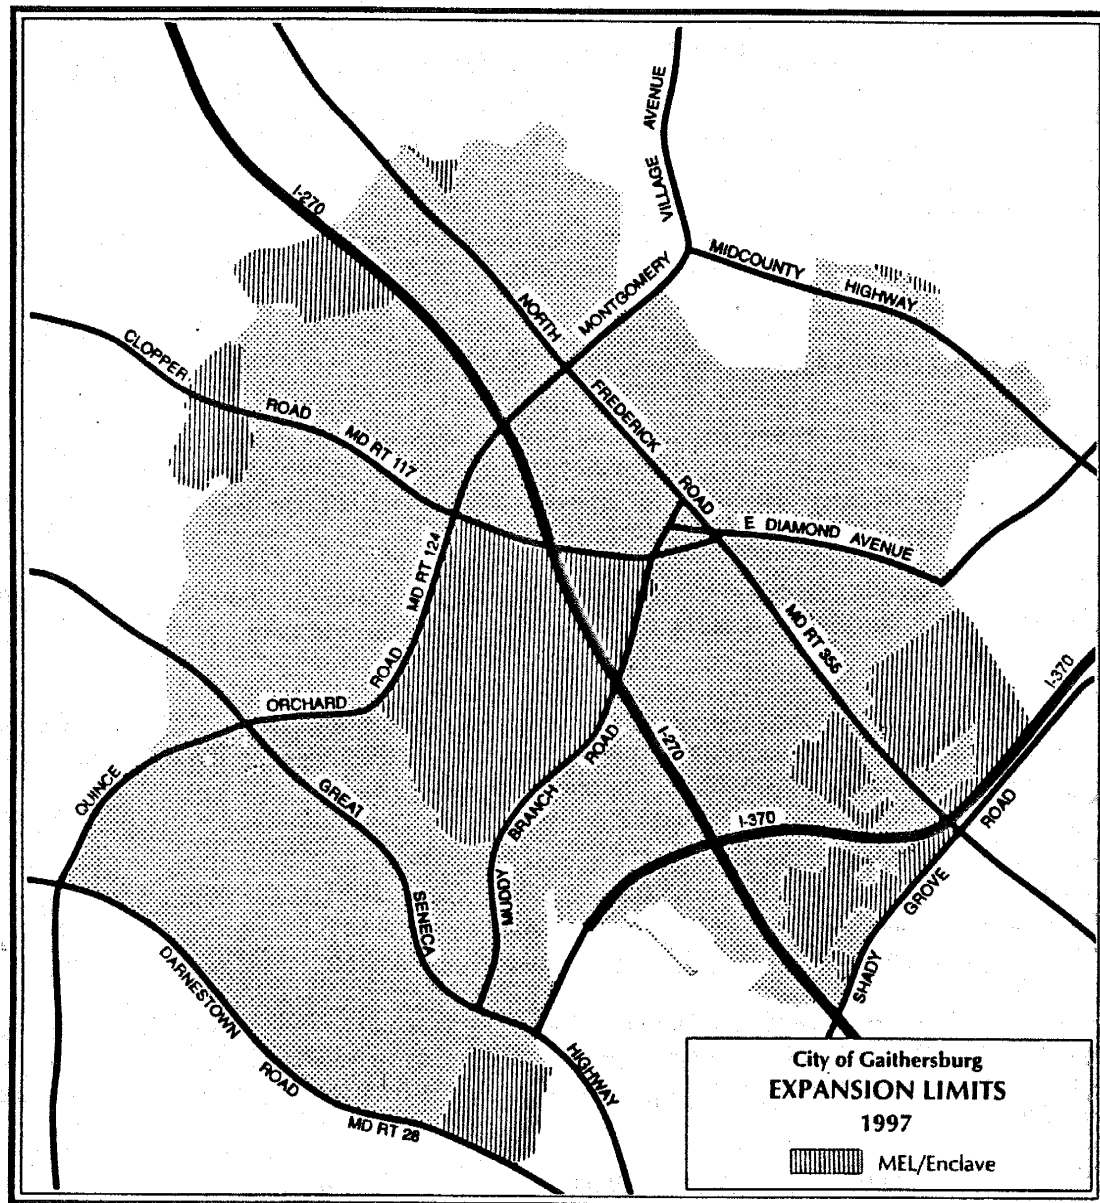 VILLAGE AVENUE
I-270
MONTGOMERY
MIDCOUNTY HIGHWAY
NORTH FREDERICK ROAD
CLOPPER ROAD
MD RT 117
E DIAMOND AVENUE
MD RT 124
MD RT 355
I-370
QUINCE ORCHARD ROAD
I-270
GREAT SENECA HIGHWAY
MUDDY BRANCH ROAD
I-370
SHADY GROVE ROAD
DARNESTOWN ROAD
MD RT 28
City of Gaithersburg
EXPANSION LIMITS
1997
MEL/Enclave